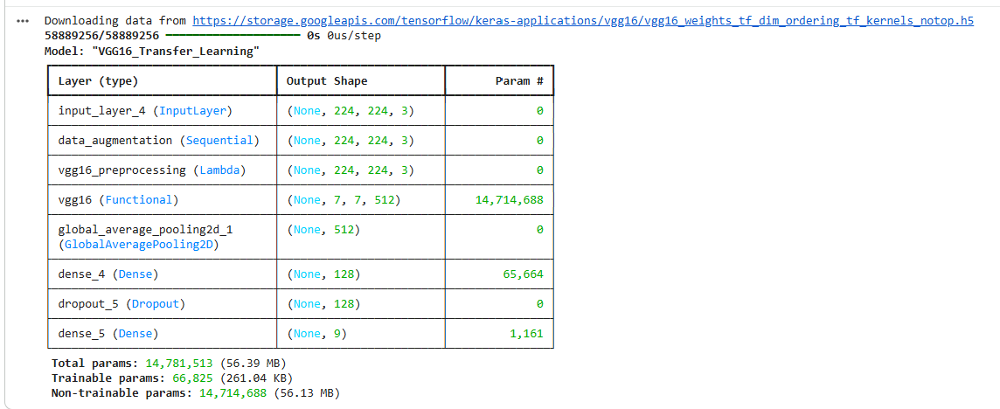 Downloading data from https://storage.googleapis.com/tensorflow/keras-applications/vgg16/vgg16_weights_tf_dim_ordering_tf_kernels_notop.h5
58889256/58889256 ━━━━━━━━━━━━━━━━━━━━ 0s 0us/step
Model: "VGG16_Transfer_Learning"
Layer (type) Output Shape Param #
input_layer_4 (InputLayer) (None, 224, 224, 3) 0
data_augmentation (Sequential) (None, 224, 224, 3) 0
vgg16_preprocessing (Lambda) (None, 224, 224, 3) 0
vgg16 (Functional) (None, 7, 7, 512) 14,714,688
global_average_pooling2d_1 (None, 512) 0
(GlobalAveragePooling2D)
dense_4 (Dense) (None, 128) 65,664
dropout_5 (Dropout) (None, 128) 0
dense_5 (Dense) (None, 9) 1,161
Total params: 14,781,513 (56.39 MB)
Trainable params: 66,825 (261.04 KB)
Non-trainable params: 14,714,688 (56.13 MB)